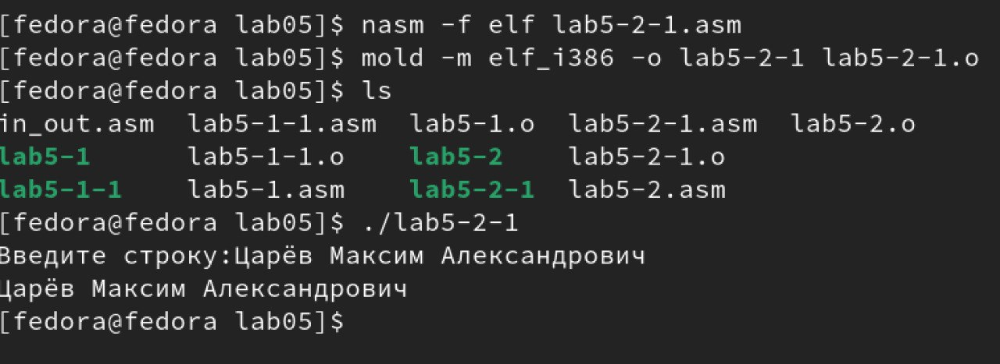 [fedora@fedora lab05]$ nasm -f elf lab5-2-1.asm
[fedora@fedora lab05]$ mold -m elf_i386 -o lab5-2-1 lab5-2-1.o
[fedora@fedora lab05]$ ls
in_out.asm  lab5-1-1.asm  lab5-1.o  lab5-2-1.asm  lab5-2.o
lab5-1      lab5-1-1.o    lab5-2    lab5-2-1.o
lab5-1-1    lab5-1.asm    lab5-2-1  lab5-2.asm
[fedora@fedora lab05]$ ./lab5-2-1
Введите строку:Царёв Максим Александрович
Царёв Максим Александрович
[fedora@fedora lab05]$